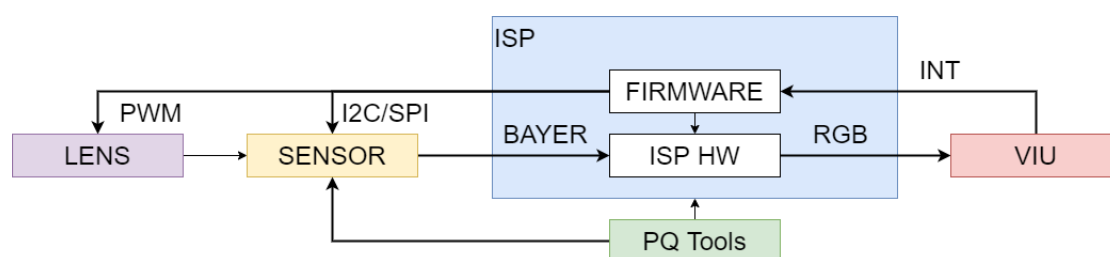 ISP
INT
FIRMWARE
PWM
I2C/SPI
BAYER
RGB
LENS
SENSOR
ISP HW
VIU
PQ Tools